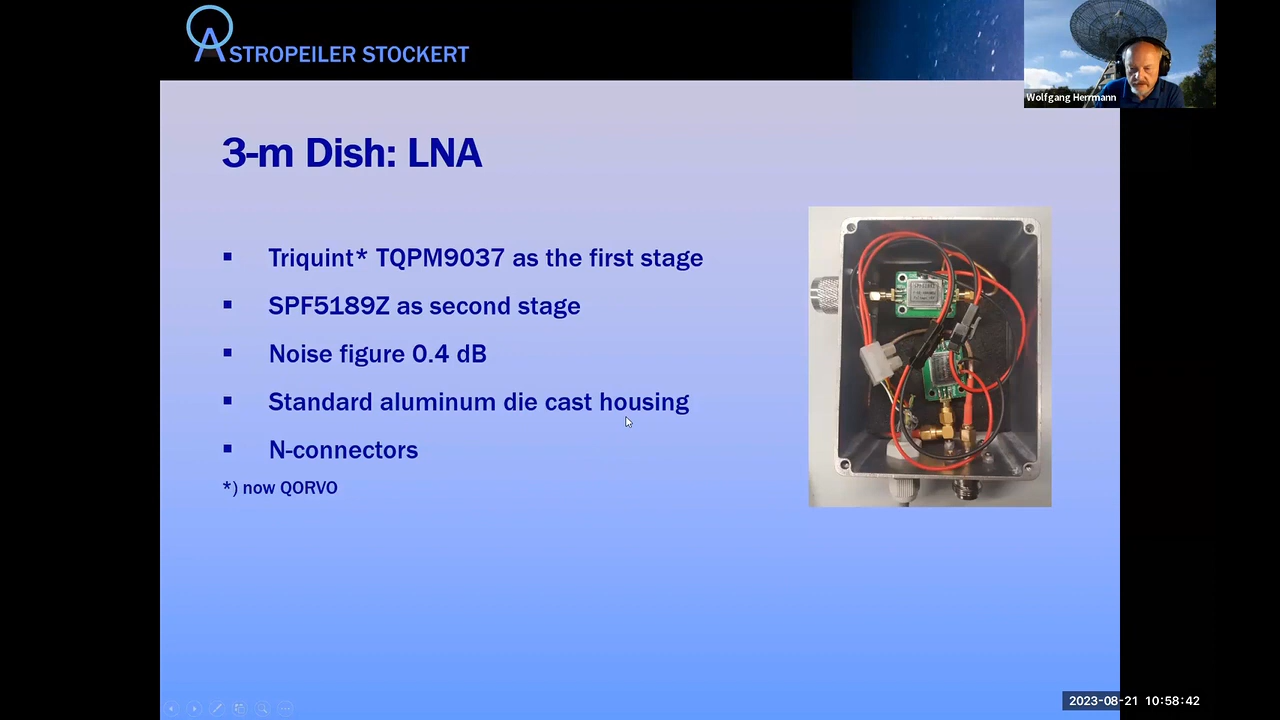 ASTROPEILER STOCKERT
Wolfgang Herrmann
3-m Dish: LNA
▪ Triquint* TQPM9037 as the first stage
▪ SPF5189Z as second stage
▪ Noise figure 0.4 dB
▪ Standard aluminum die cast housing
▪ N-connectors
*) now QORVO
2023-08-21 10:58:42